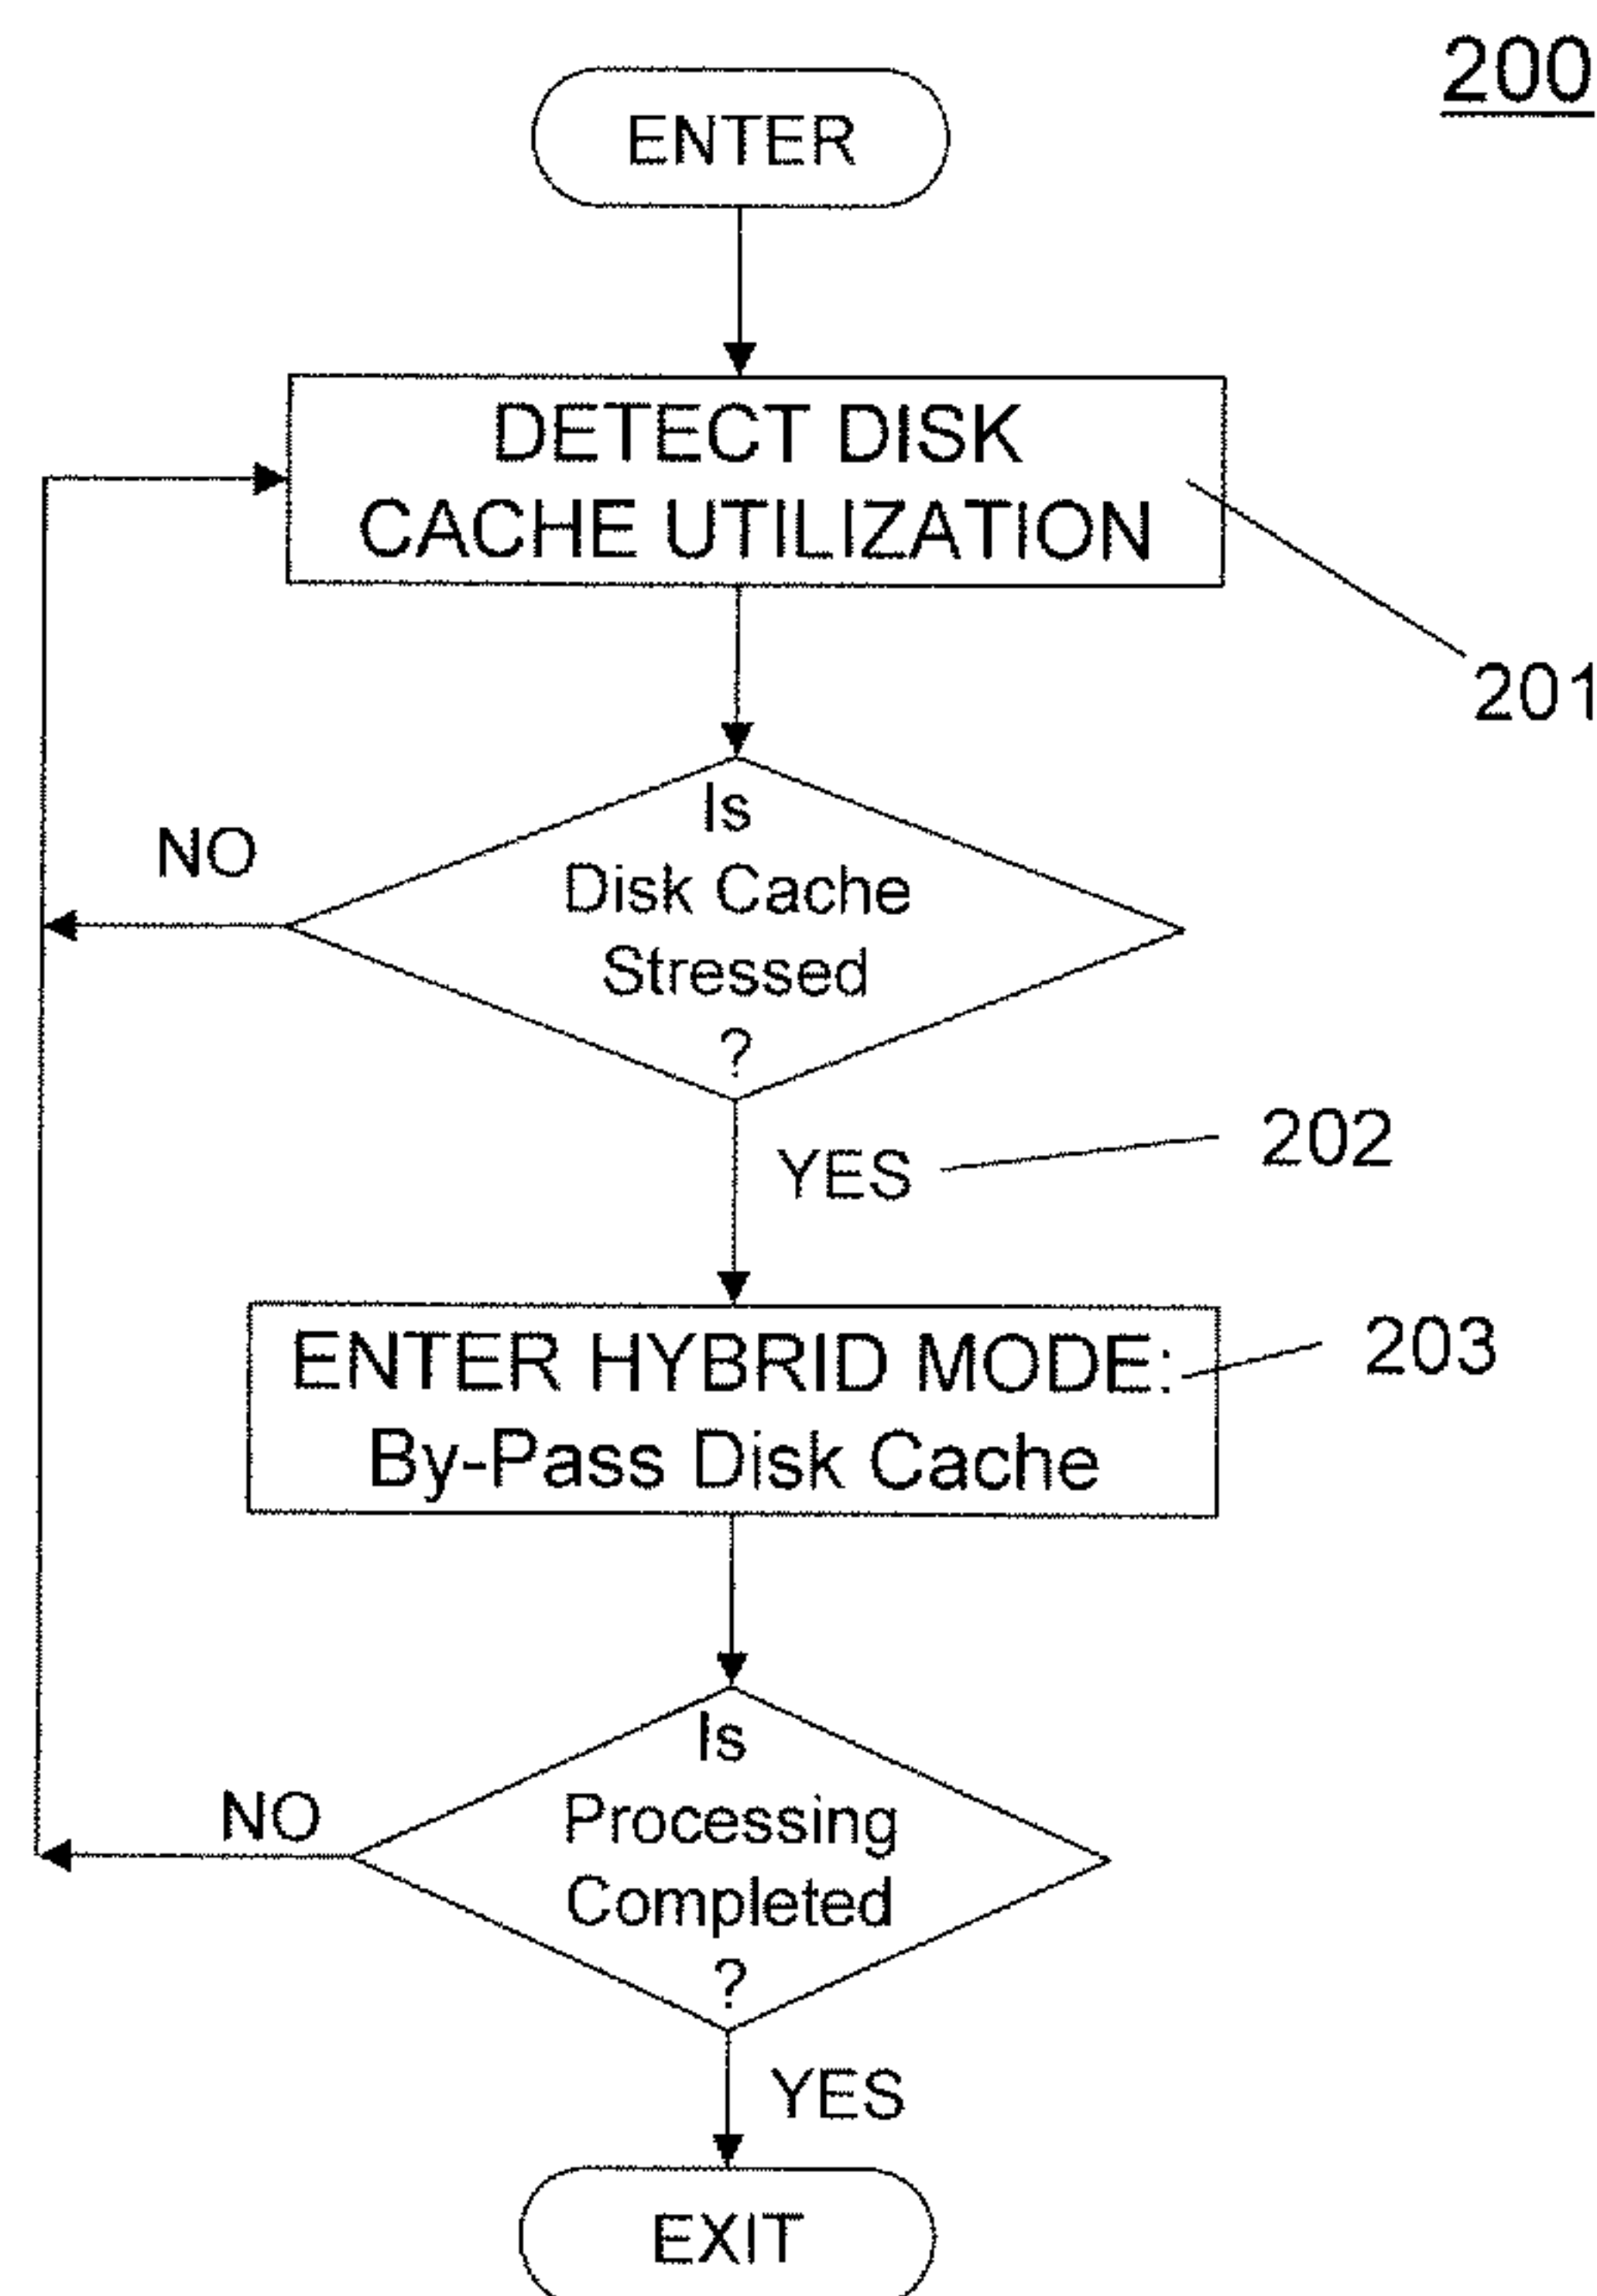 200
ENTER
DETECT DISK
CACHE UTILIZATION
201
Is
Disk Cache
Stressed
?
NO
YES
202
ENTER HYBRID MODE:
By-Pass Disk Cache
203
Is
Processing
Completed
?
NO
YES
EXIT